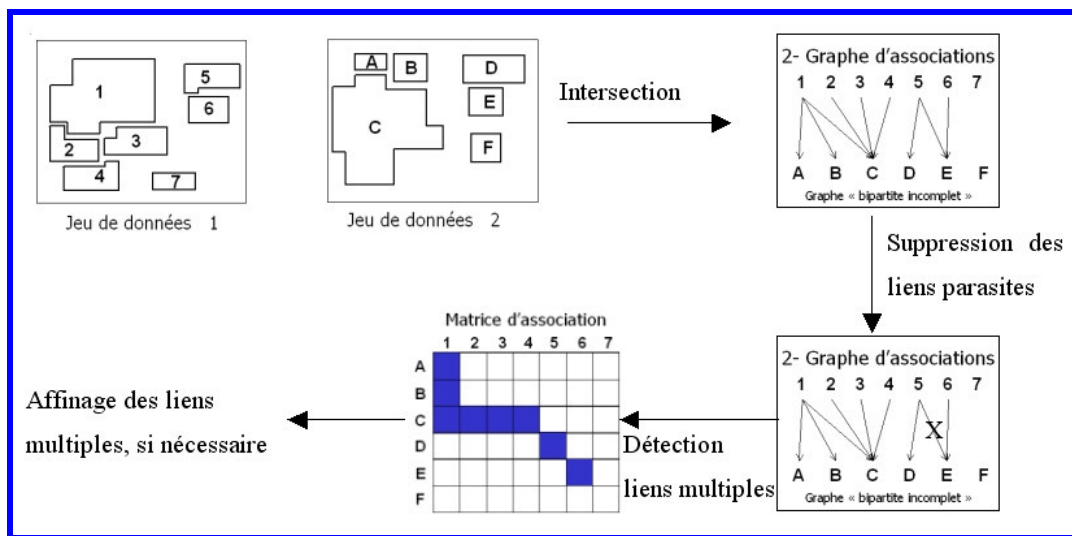 1
2
3
4
5
6
7
Jeu de données 1
A
B
C
D
E
F
Jeu de données 2
Intersection
2- Graphe d'associations
1 2 3 4 5 6 7
A B C D E F
Graphe « bipartite incomplet »
Suppression des
liens parasites
2- Graphe d'associations
1 2 3 4 5 6 7
X
A B C D E F
Graphe « bipartite incomplet »
Détection
liens multiples
Matrice d'association
1 2 3 4 5 6 7
A
B
C
D
E
F
Affinage des liens
multiples, si nécessaire